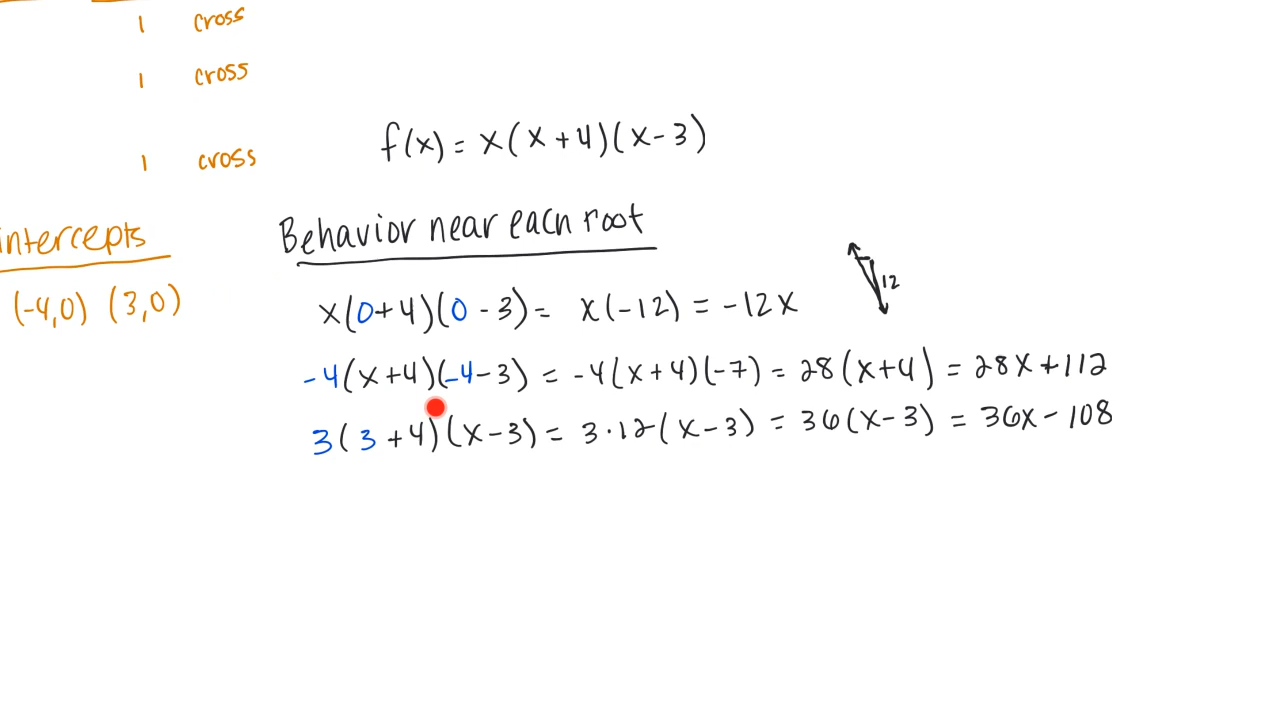 1 cross
1 cross
f(x) = x(x+4)(x-3)
1 cross
intercepts
Behavior near each root
(-4,0) (3,0)
12
x(0+4)(0-3) = x(-12) = -12x
-4(x+4)(-4-3) = -4(x+4)(-7) = 28(x+4) = 28x+112
3(3+4)(x-3) = 3·12(x-3) = 36(x-3) = 36x-108